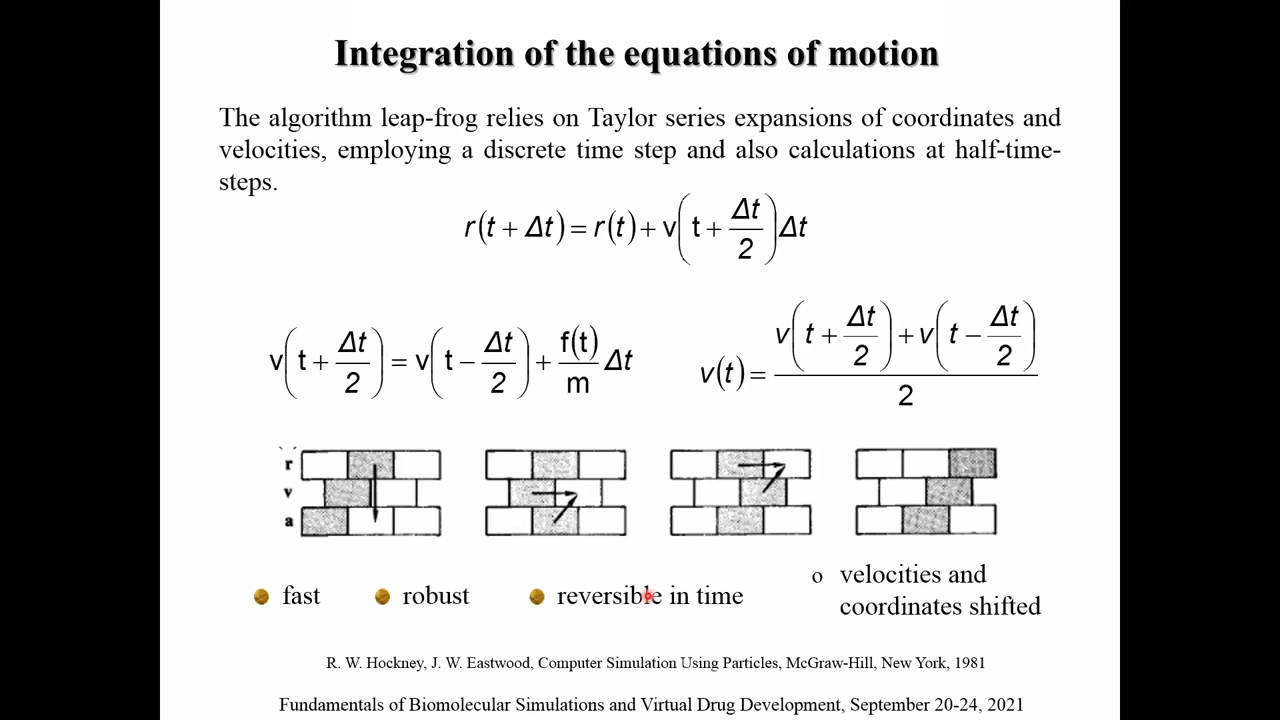 Integration of the equations of motion
The algorithm leap-frog relies on Taylor series expansions of coordinates and
velocities, employing a discrete time step and also calculations at half-time-
steps.
r(t + Δt) = r(t) + v(t + Δt/2)Δt
v(t + Δt/2) = v(t − Δt/2) + f(t)/m Δt
v(t) = (v(t + Δt/2) + v(t − Δt/2))/2
r
v
a
fast
robust
reversible in time
o velocities and
coordinates shifted
R. W. Hockney, J. W. Eastwood, Computer Simulation Using Particles, McGraw-Hill, New York, 1981
Fundamentals of Biomolecular Simulations and Virtual Drug Development, September 20-24, 2021